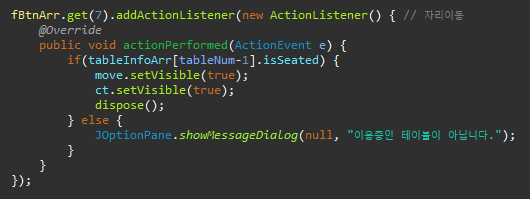 fBtnArr.get(7).addActionListener(new ActionListener() { // 자리이동
    @Override
    public void actionPerformed(ActionEvent e) {
        if(tableInfoArr[tableNum-1].isSeated) {
            move.setVisible(true);
            ct.setVisible(true);
            dispose();
        } else {
            JOptionPane.showMessageDialog(null, "이용중인 테이블이 아닙니다.");
        }
    }
});